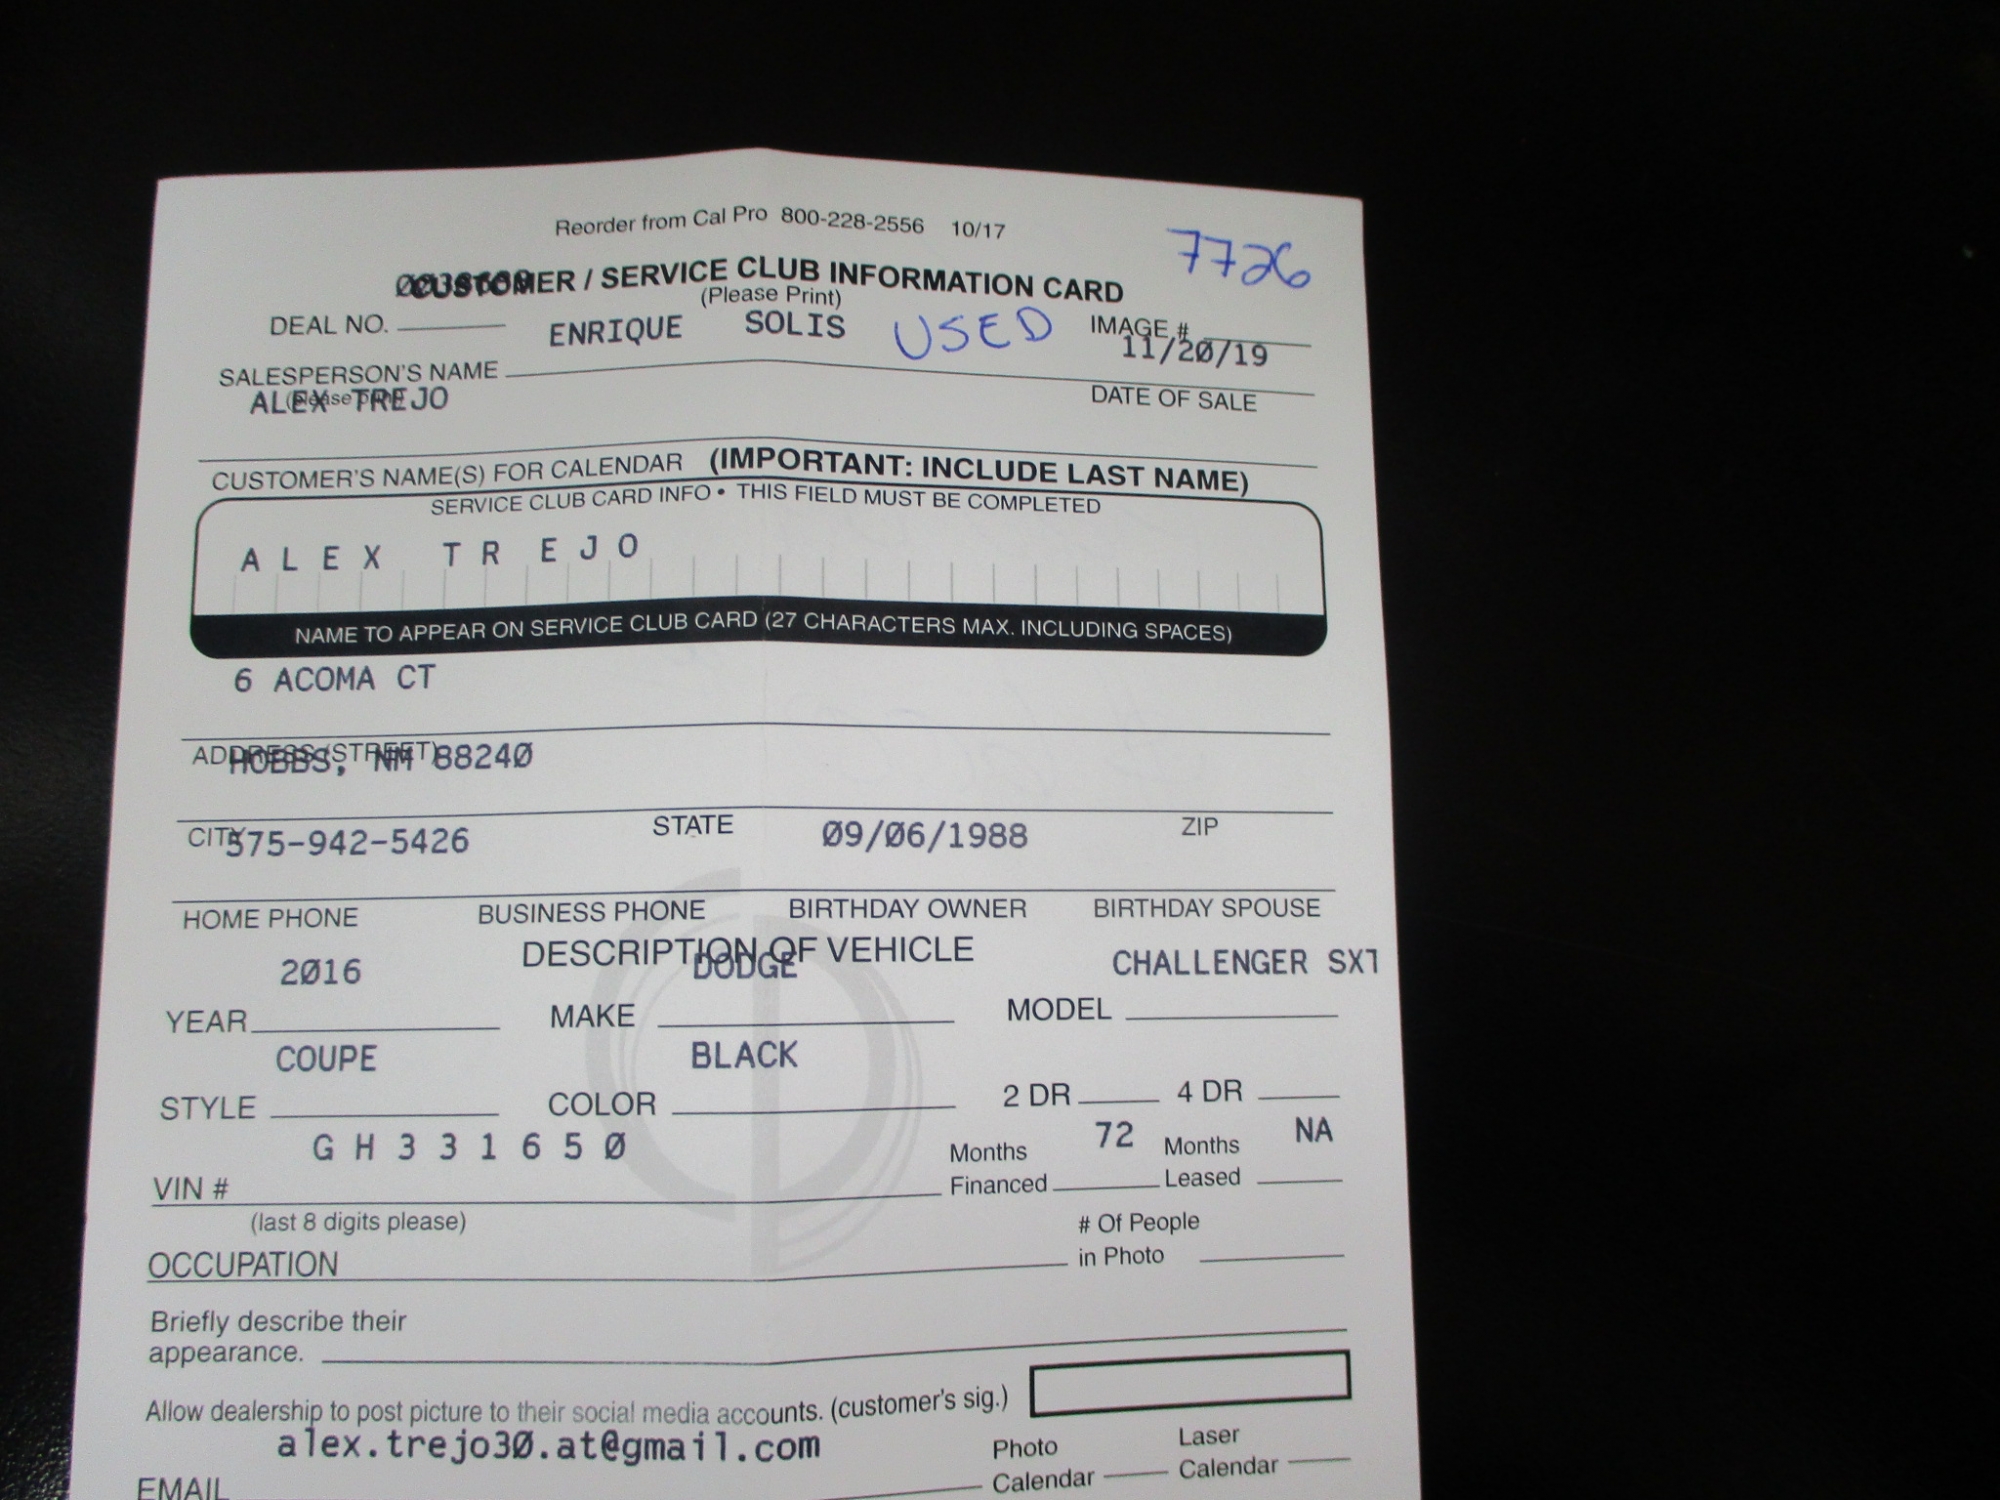 Reorder from Cal Pro 800-228-2556 10/17
7726
CUSTOMER / SERVICE CLUB INFORMATION CARD
(Please Print)
DEAL NO. ENRIQUE SOLIS USED IMAGE #
11/20/19
SALESPERSON'S NAME
(Please print) DATE OF SALE
ALEX TREJO
CUSTOMER'S NAME(S) FOR CALENDAR (IMPORTANT: INCLUDE LAST NAME)
SERVICE CLUB CARD INFO • THIS FIELD MUST BE COMPLETED
ALEX TREJO
NAME TO APPEAR ON SERVICE CLUB CARD (27 CHARACTERS MAX. INCLUDING SPACES)
6 ACOMA CT
ADDRESS (STREET)
HOBBS, NM 88240
CITY STATE ZIP
575-942-5426 09/06/1988
HOME PHONE BUSINESS PHONE BIRTHDAY OWNER BIRTHDAY SPOUSE
DESCRIPTION OF VEHICLE
2016 DODGE CHALLENGER SXT
YEAR MAKE MODEL
COUPE BLACK
STYLE COLOR 2 DR 4 DR
GH331650 Months 72 Months NA
VIN # Financed Leased
(last 8 digits please) # Of People
OCCUPATION in Photo
Briefly describe their
appearance.
Allow dealership to post picture to their social media accounts. (customer's sig.)
alex.trejo30.at@gmail.com Photo Laser
EMAIL Calendar Calendar